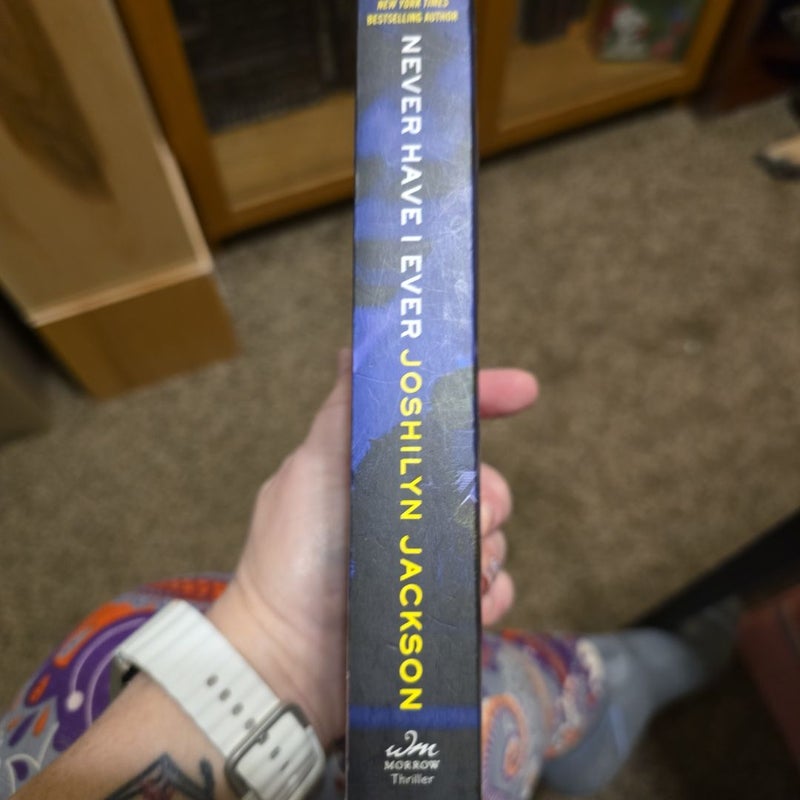 NEW YORK TIMES
BESTSELLING AUTHOR
NEVER HAVE I EVER JOSHILYN JACKSON
wm
MORROW
Thriller